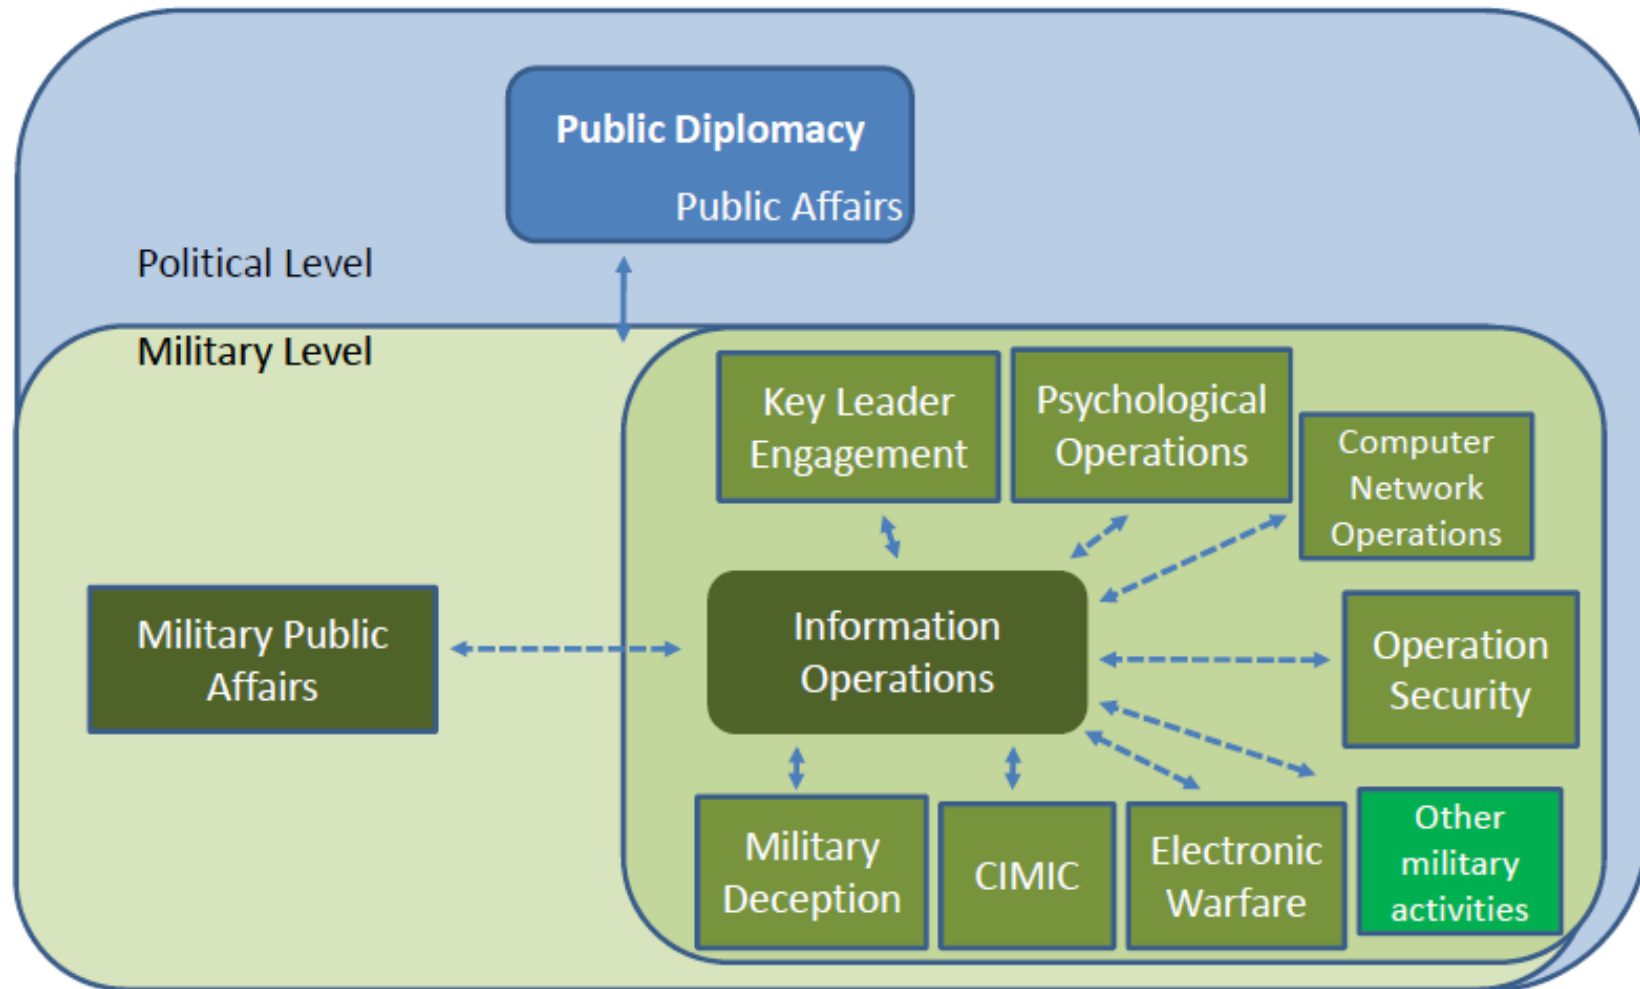 Public Diplomacy
Public Affairs
Political Level
Military Level
Key Leader
Engagement
Psychological
Operations
Computer
Network
Operations
Military Public
Affairs
Information
Operations
Operation
Security
Military
Deception
CIMIC
Electronic
Warfare
Other
military
activities